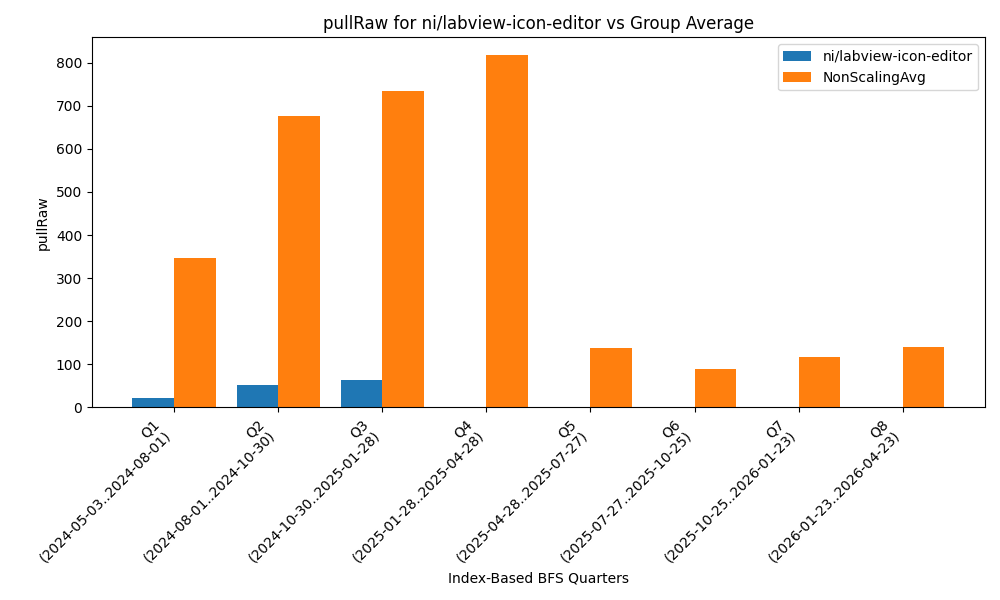 pullRaw for ni/labview-icon-editor vs Group Average
ni/labview-icon-editor
NonScalingAvg
pullRaw
800
700
600
500
400
300
200
100
0
Q1
(2024-05-03..2024-08-01)
Q2
(2024-08-01..2024-10-30)
Q3
(2024-10-30..2025-01-28)
Q4
(2025-01-28..2025-04-28)
Q5
(2025-04-28..2025-07-27)
Q6
(2025-07-27..2025-10-25)
Q7
(2025-10-25..2026-01-23)
Q8
(2026-01-23..2026-04-23)
Index-Based BFS Quarters